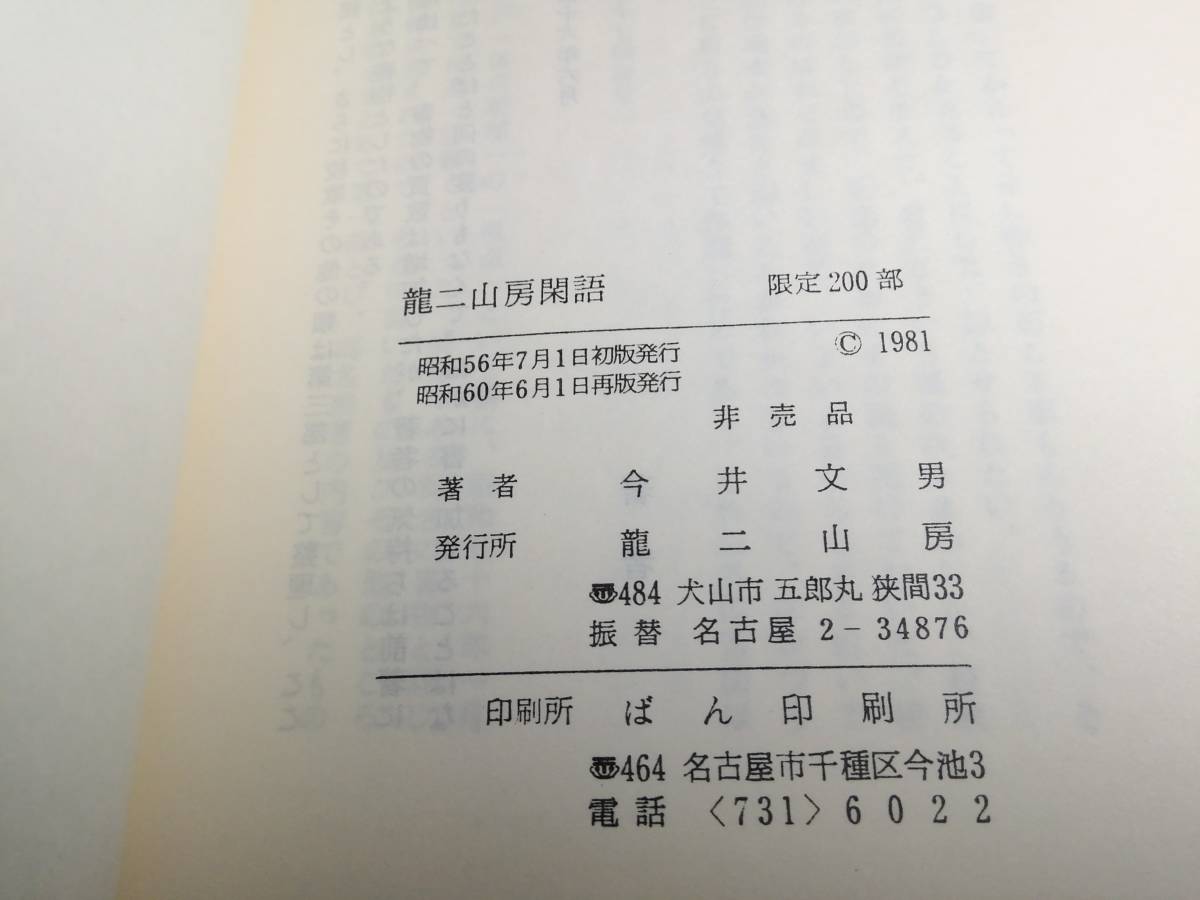 龍二山房閑語 限定200部
昭和56年7月1日初版発行 © 1981
昭和60年6月1日再版発行
非売品
著者 今井文男
発行所 龍二山房
〠484 犬山市 五郎丸 狭間33
振替 名古屋 2-34876
印刷所 ばん印刷所
〠464 名古屋市千種区今池3
電話 〈731〉6022